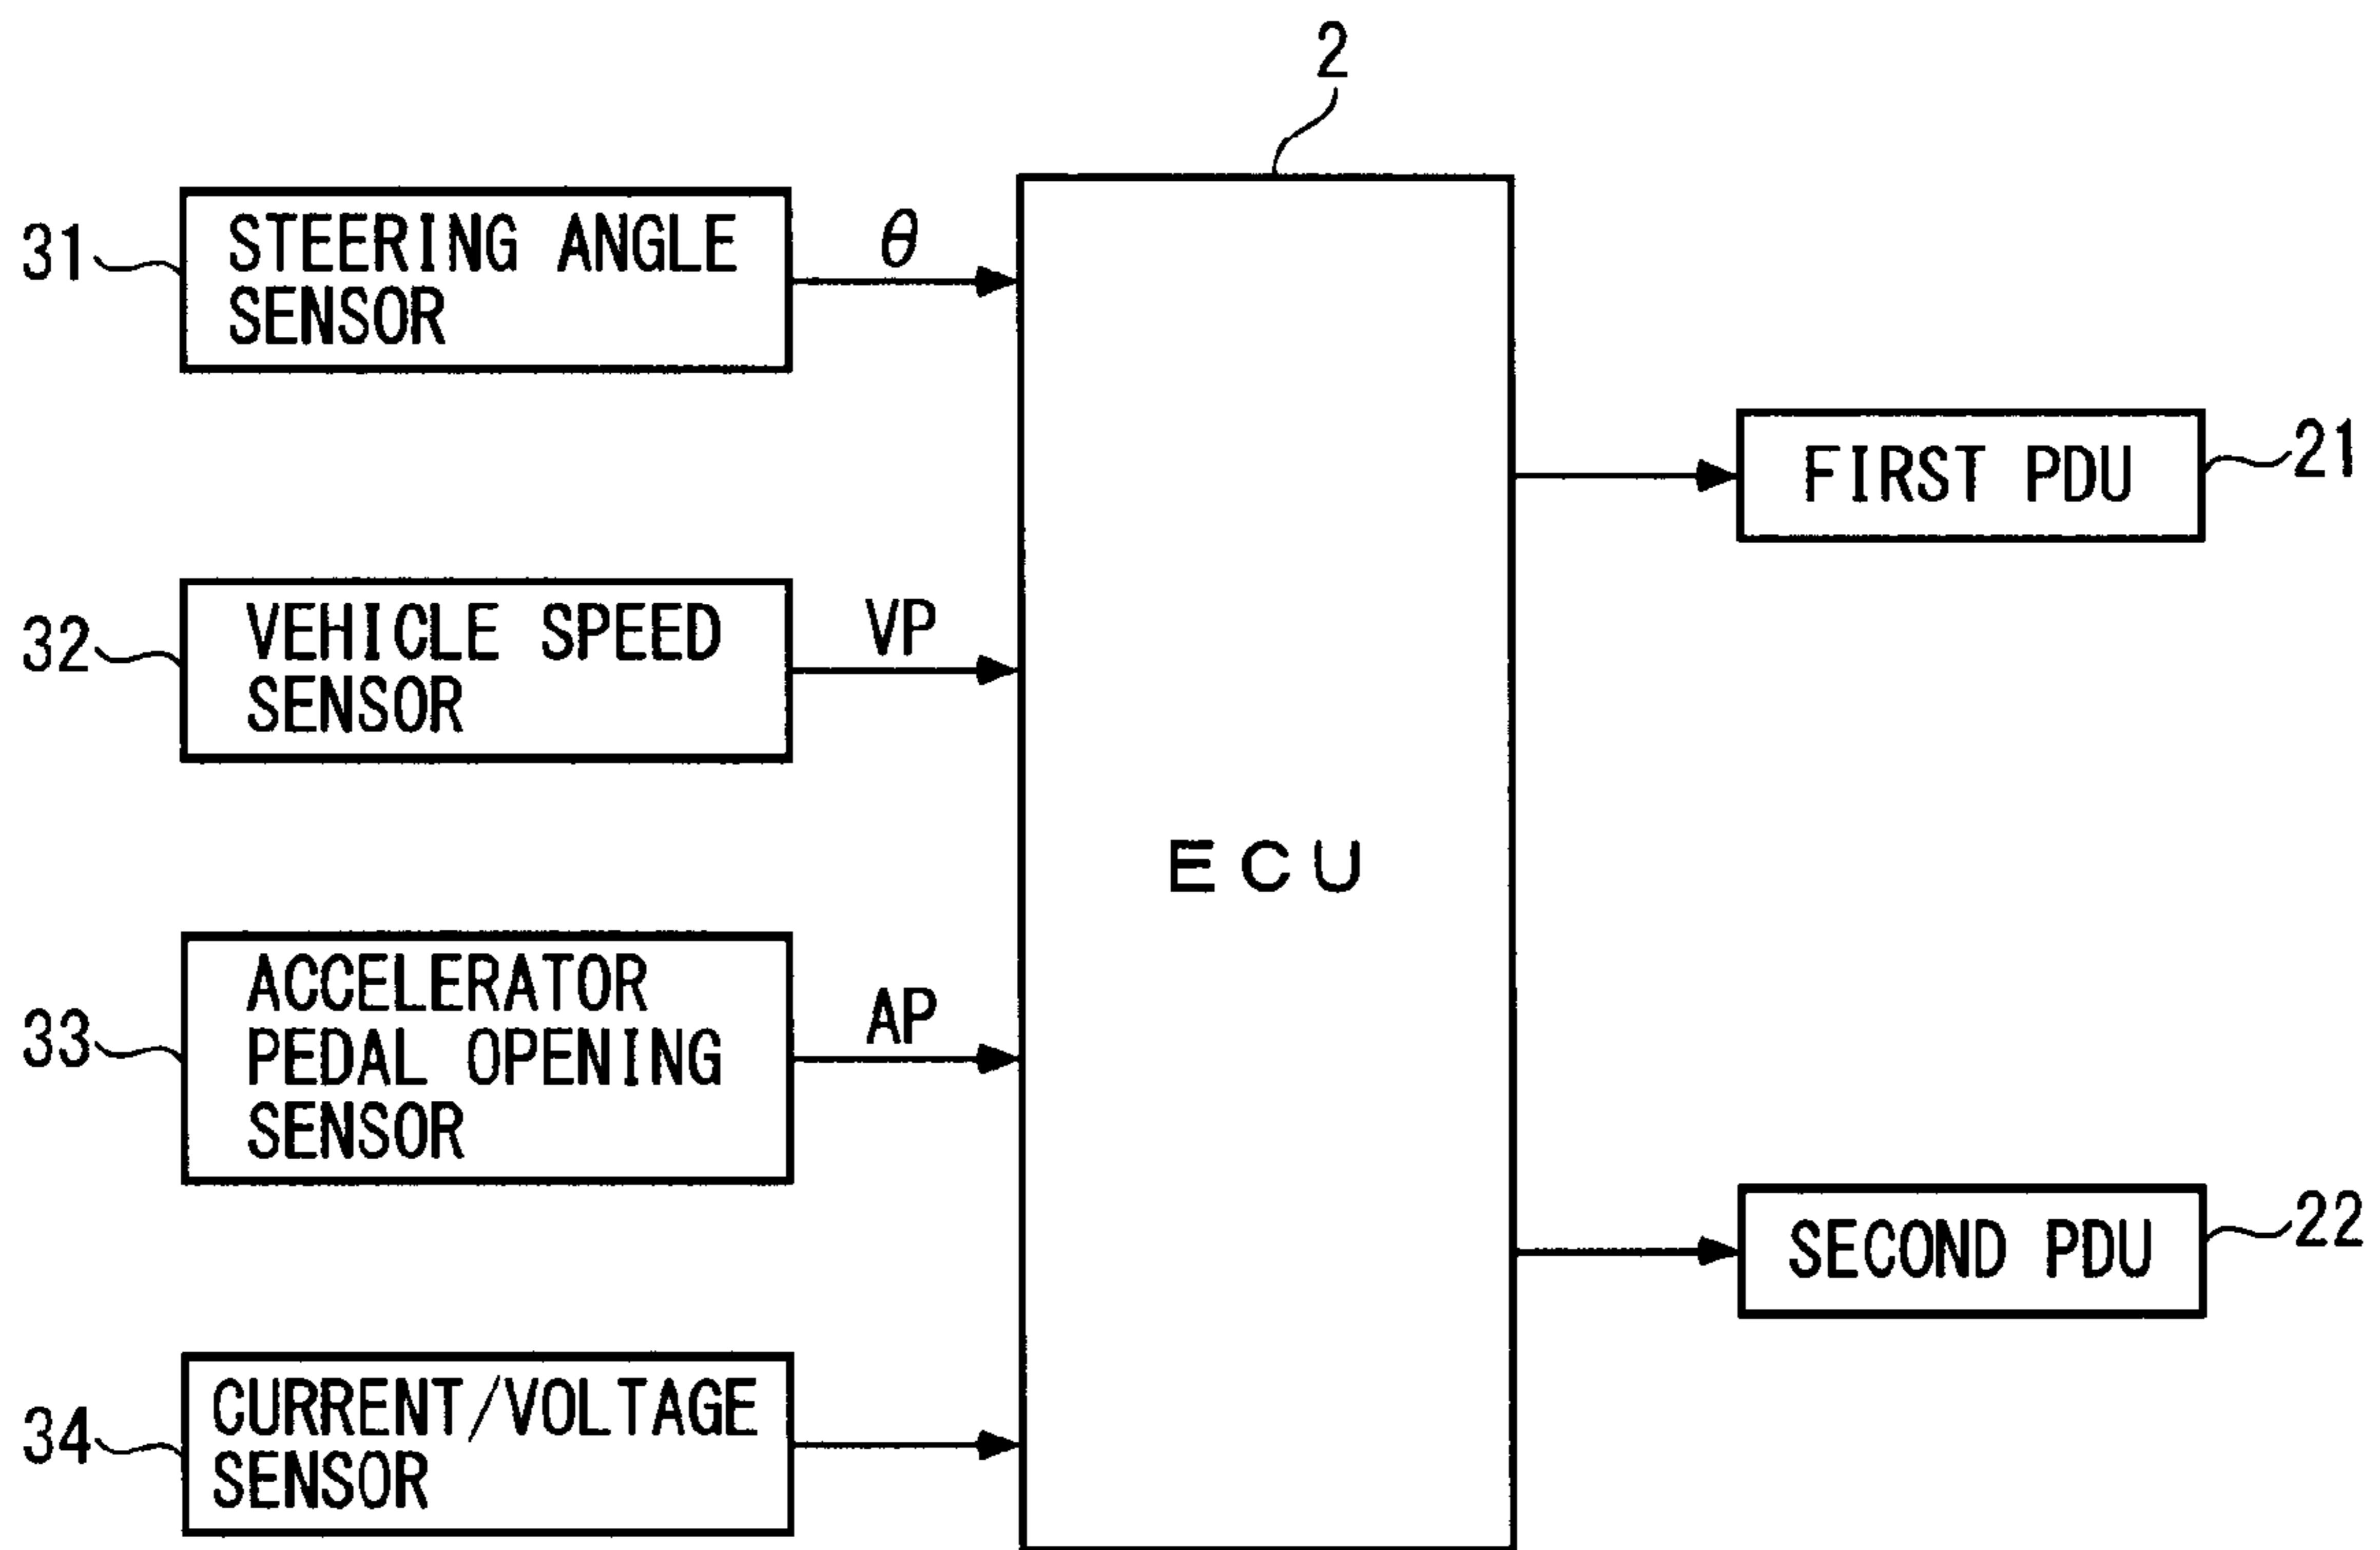 2
31
STEERING ANGLE
SENSOR
θ
32
VEHICLE SPEED
SENSOR
VP
33
ACCELERATOR
PEDAL OPENING
SENSOR
AP
34
CURRENT/VOLTAGE
SENSOR
ECU
FIRST PDU
21
SECOND PDU
22